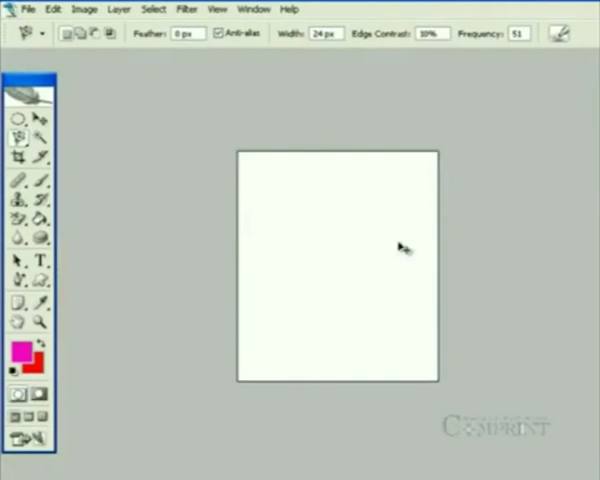 File Edit Image Layer Select Filter View Window Help
Feather: 0 px Anti-alias Width: 24 px Edge Contrast: 10% Frequency: 51
T
COMPRINT